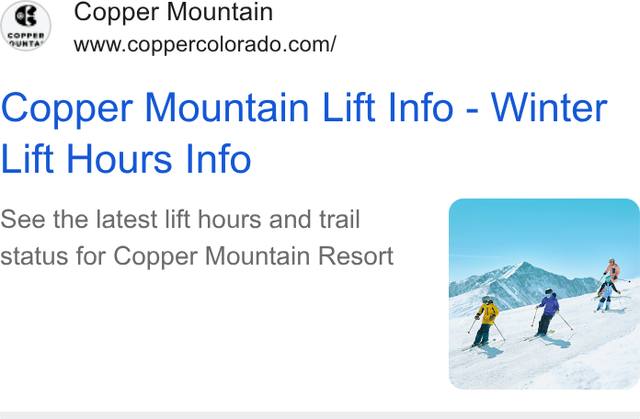 Copper Mountain
COPPER
www.coppercolorado.com/
Copper Mountain Lift Info - Winter
Lift Hours Info
See the latest lift hours and trail
status for Copper Mountain Resort